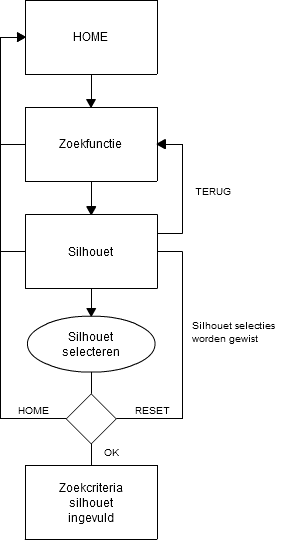 HOME
Zoekfunctie
TERUG
Silhouet
Silhouet selecties
worden gewist
Silhouet
selecteren
HOME
RESET
OK
Zoekcriteria
silhouet
ingevuld